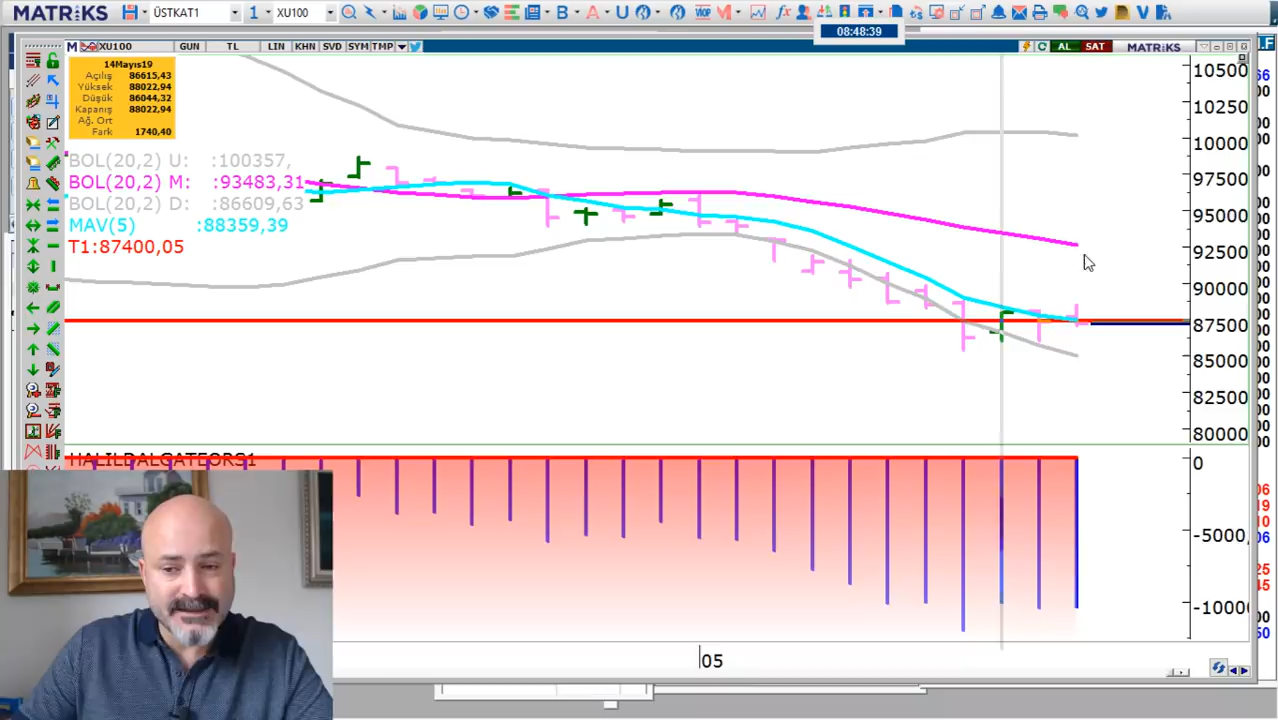 MATRIKS ÜSTKAT1 1 XU100
08:48:39
M XU100 GUN TL LIN KHN SVD SYM TMP AL SAT MATRIKS
14Mayıs19
Açılış 86615,43
Yüksek 88022,94
Düşük 86044,32
Kapanış 88022,94
Ağ. Ort
Fark 1740,40
BOL(20,2) U: :100357,
BOL(20,2) M: :93483,31
BOL(20,2) D: :86609,63
MAV(5) :88359,39
T1:87400,05
10500
10250
10000
97500
95000
92500
90000
87500
85000
82500
80000
HALILDALGATEORS1
0
-5000,
-10000
05